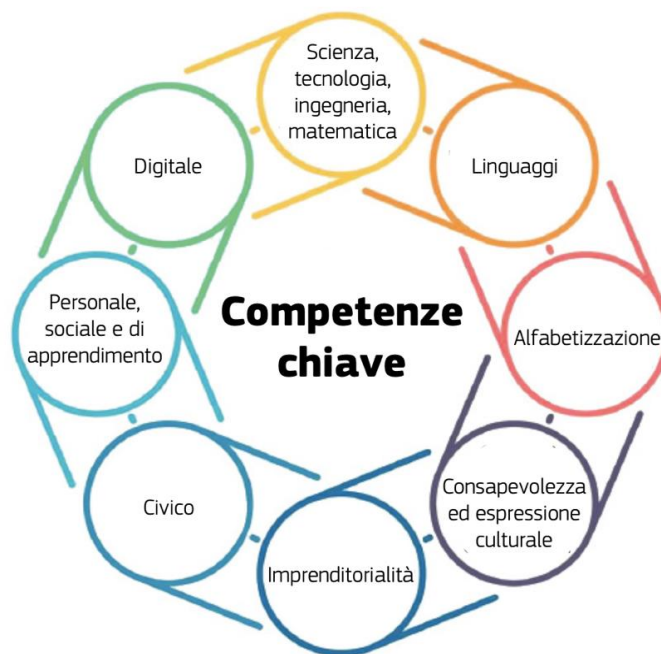 Scienza,
tecnologia,
ingegneria,
matematica
Digitale
Linguaggi
Personale,
sociale e di
apprendimento
Competenze
chiave
Alfabetizzazione
Civico
Consapevolezza
ed espressione
culturale
Imprenditorialità